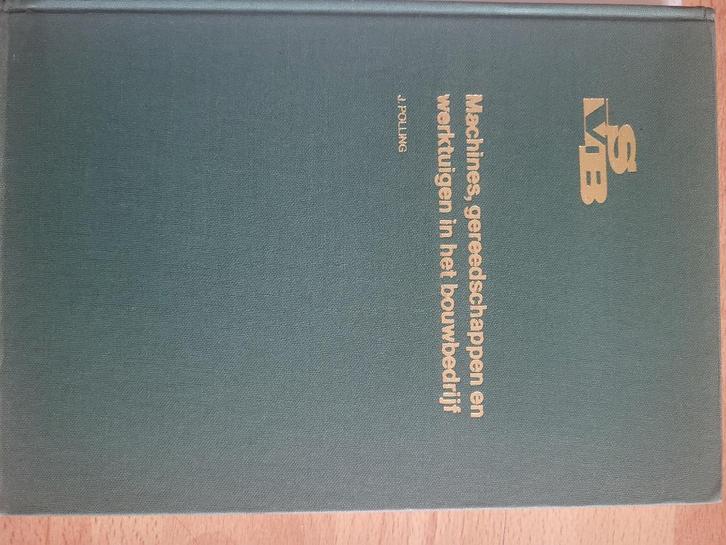 SVB
Machines, gereedschappen en
werktuigen in het bouwbedrijf
J. POLLING